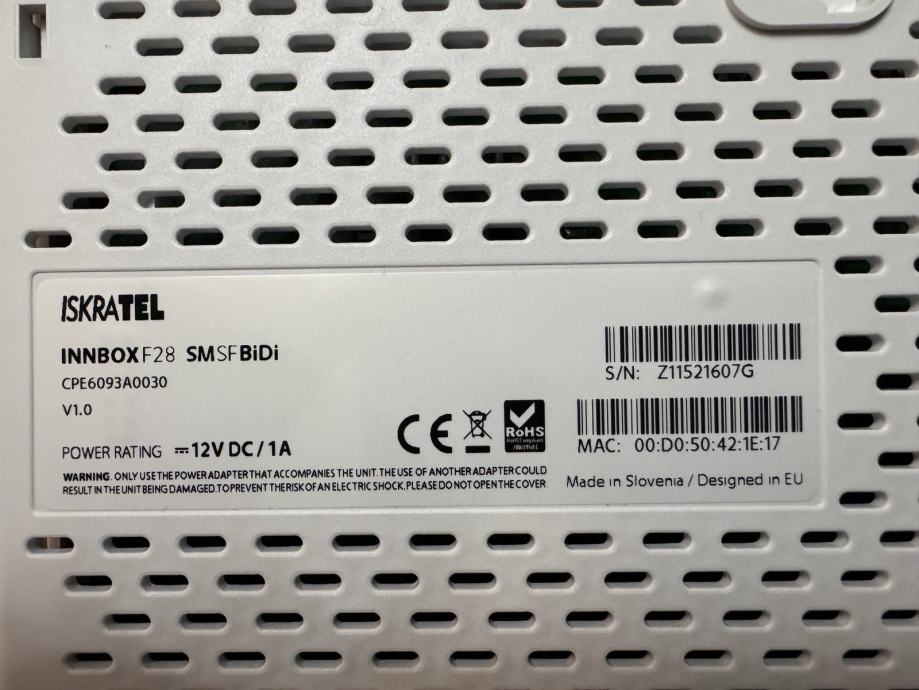 ISKRATEL
INNBOX F28 SMSFBiDi
CPE6093A0030
V1.0
POWER RATING ⎓12V DC / 1A
WARNING. ONLY USE THE POWER ADAPTER THAT ACCOMPANIES THE UNIT. THE USE OF ANOTHER ADAPTER COULD
RESULT IN THE UNIT BEING DAMAGED. TO PREVENT THE RISK OF AN ELECTRIC SHOCK, PLEASE DO NOT OPEN THE COVER
CE
RoHS
RoHS Compliant
S/N: Z11521607G
MAC: 00:D0:50:42:1E:17
Made in Slovenia / Designed in EU